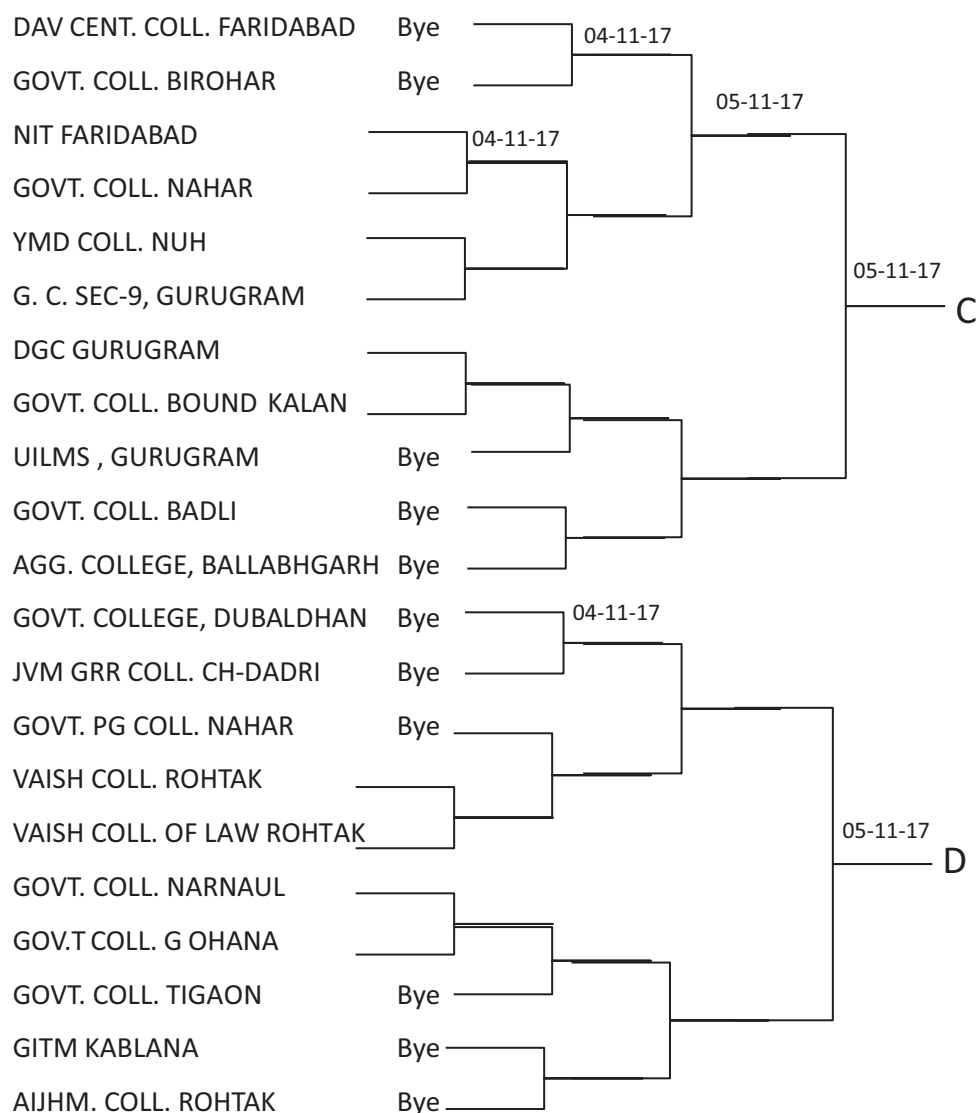 DAV CENT. COLL. FARIDABAD Bye
04-11-17
GOVT. COLL. BIROHAR Bye
05-11-17
NIT FARIDABAD
04-11-17
GOVT. COLL. NAHAR
YMD COLL. NUH
05-11-17
G. C. SEC-9, GURUGRAM
C
DGC GURUGRAM
GOVT. COLL. BOUND KALAN
UILMS , GURUGRAM Bye
GOVT. COLL. BADLI Bye
AGG. COLLEGE, BALLABHGARH Bye
GOVT. COLLEGE, DUBALDHAN Bye
04-11-17
JVM GRR COLL. CH-DADRI Bye
GOVT. PG COLL. NAHAR Bye
VAISH COLL. ROHTAK
VAISH COLL. OF LAW ROHTAK
05-11-17
D
GOVT. COLL. NARNAUL
GOV.T COLL. G OHANA
GOVT. COLL. TIGAON Bye
GITM KABLANA Bye
AIJHM. COLL. ROHTAK Bye